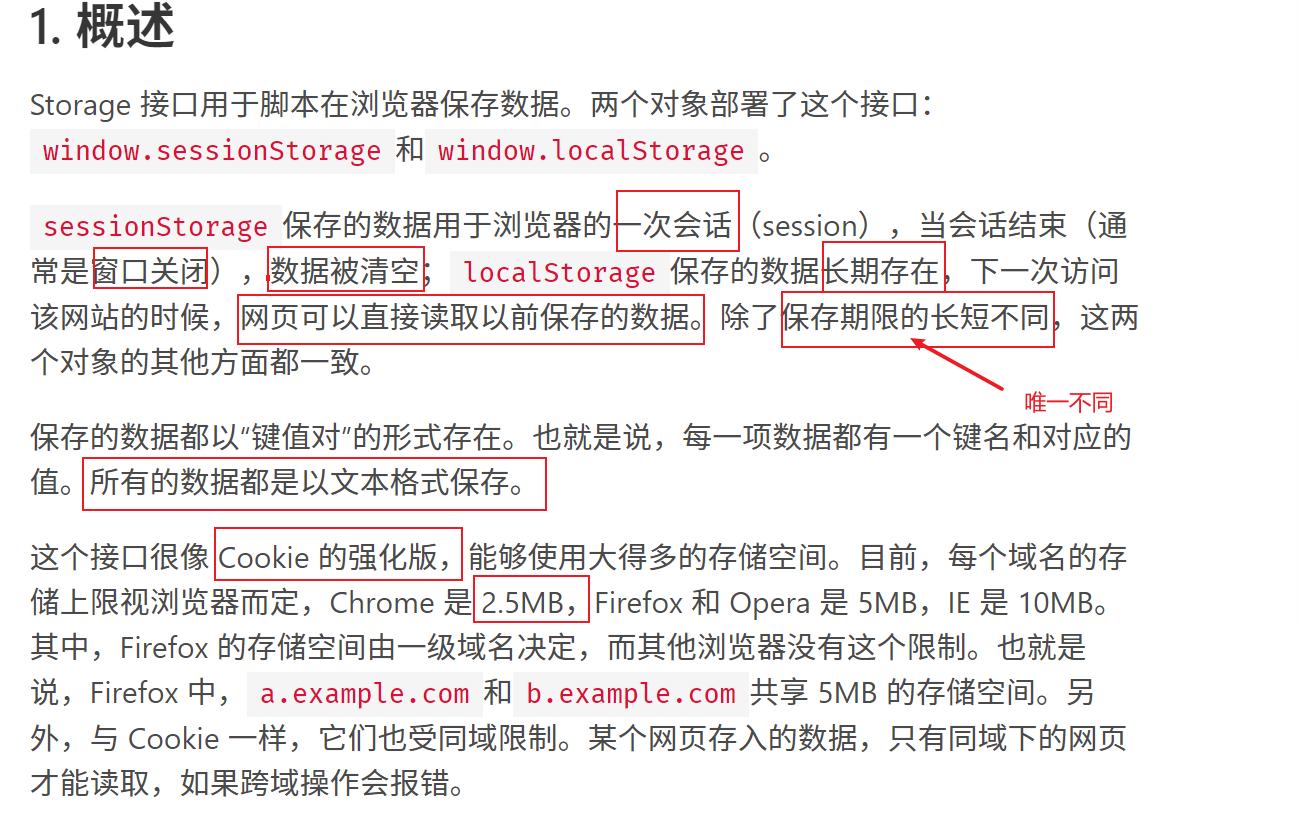 1. 概述
Storage 接口用于脚本在浏览器保存数据。两个对象部署了这个接口：
window.sessionStorage 和 window.localStorage 。
sessionStorage 保存的数据用于浏览器的一次会话（session），当会话结束（通
常是窗口关闭），数据被清空； localStorage 保存的数据长期存在，下一次访问
该网站的时候，网页可以直接读取以前保存的数据。除了保存期限的长短不同，这两
个对象的其他方面都一致。
唯一不同
保存的数据都以“键值对”的形式存在。也就是说，每一项数据都有一个键名和对应的
值。所有的数据都是以文本格式保存。
这个接口很像 Cookie 的强化版，能够使用大得多的存储空间。目前，每个域名的存
储上限视浏览器而定，Chrome 是 2.5MB，Firefox 和 Opera 是 5MB，IE 是 10MB。
其中，Firefox 的存储空间由一级域名决定，而其他浏览器没有这个限制。也就是
说，Firefox 中， a.example.com 和 b.example.com 共享 5MB 的存储空间。另
外，与 Cookie 一样，它们也受同域限制。某个网页存入的数据，只有同域下的网页
才能读取，如果跨域操作会报错。